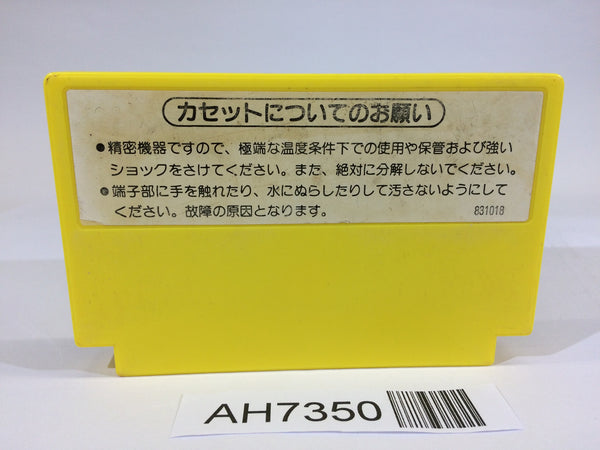 カセットについてのお願い
●精密機器ですので、極端な温度条件下での使用や保管および強い
ショックをさけてください。また、絶対に分解しないでください。
●端子部に手を触れたり、水にぬらしたりして汚さないようにして
ください。故障の原因となります。
831018
AH7350